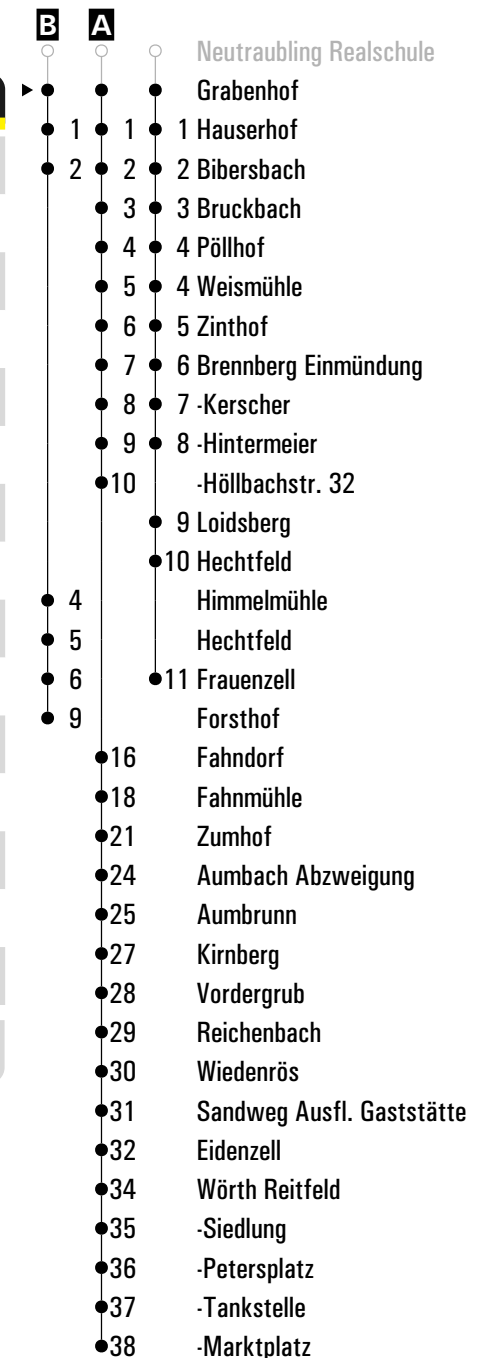 B A
Neutraubling Realschule
Grabenhof
1 1 1 Hauserhof
2 2 2 Bibersbach
3 3 Bruckbach
4 4 Pöllhof
5 4 Weismühle
6 5 Zinthof
7 6 Brennberg Einmündung
8 7 -Kerscher
9 8 -Hintermeier
10 -Höllbachstr. 32
9 Loidsberg
10 Hechtfeld
4 Himmelmühle
5 Hechtfeld
6 11 Frauenzell
9 Forsthof
16 Fahndorf
18 Fahnmühle
21 Zumhof
24 Aumbach Abzweigung
25 Aumbrunn
27 Kirnberg
28 Vordergrub
29 Reichenbach
30 Wiedenrös
31 Sandweg Ausfl. Gaststätte
32 Eidenzell
34 Wörth Reitfeld
35 -Siedlung
36 -Petersplatz
37 -Tankstelle
38 -Marktplatz